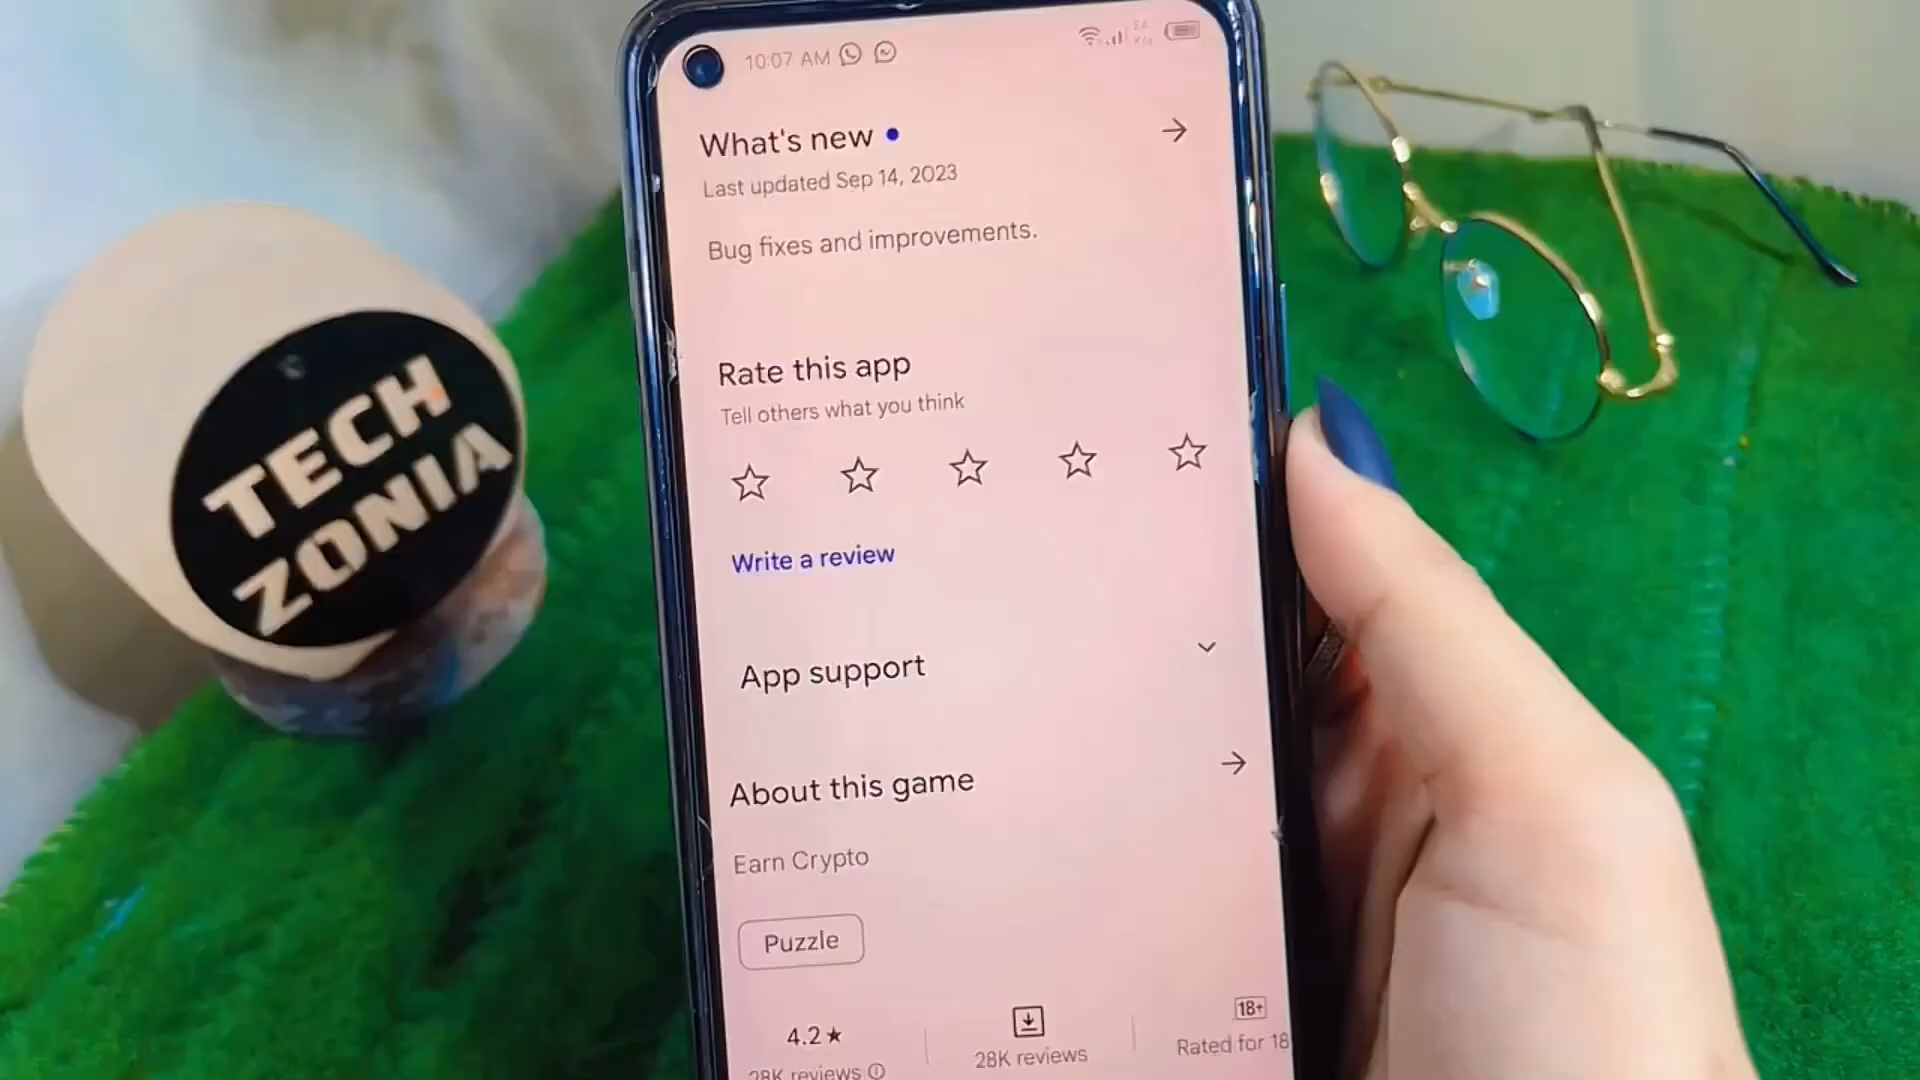 10:07 AM
What's new
Last updated Sep 14, 2023
Bug fixes and improvements.
Rate this app
Tell others what you think
Write a review
App support
About this game
Earn Crypto
Puzzle
4.2★
28K reviews
28K reviews
18+
Rated for 18
TECH
ZONIA